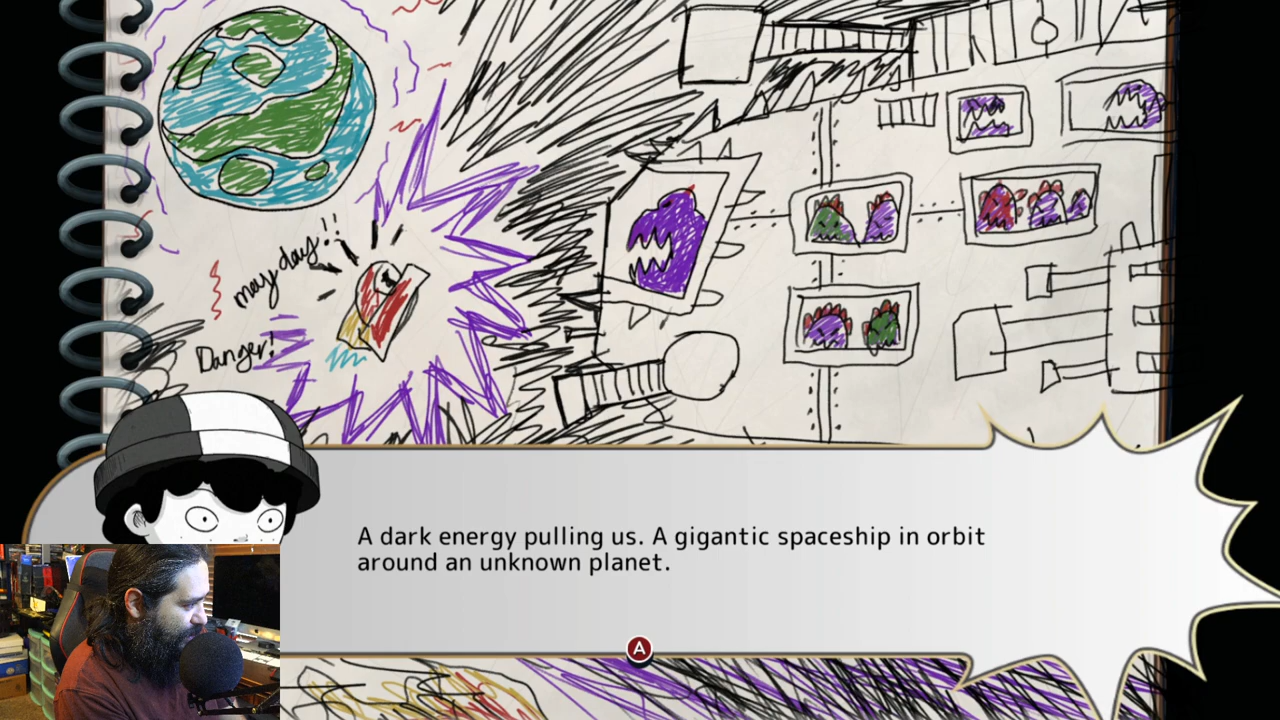 may day!!
Danger!
A dark energy pulling us. A gigantic spaceship in orbit
around an unknown planet.
A